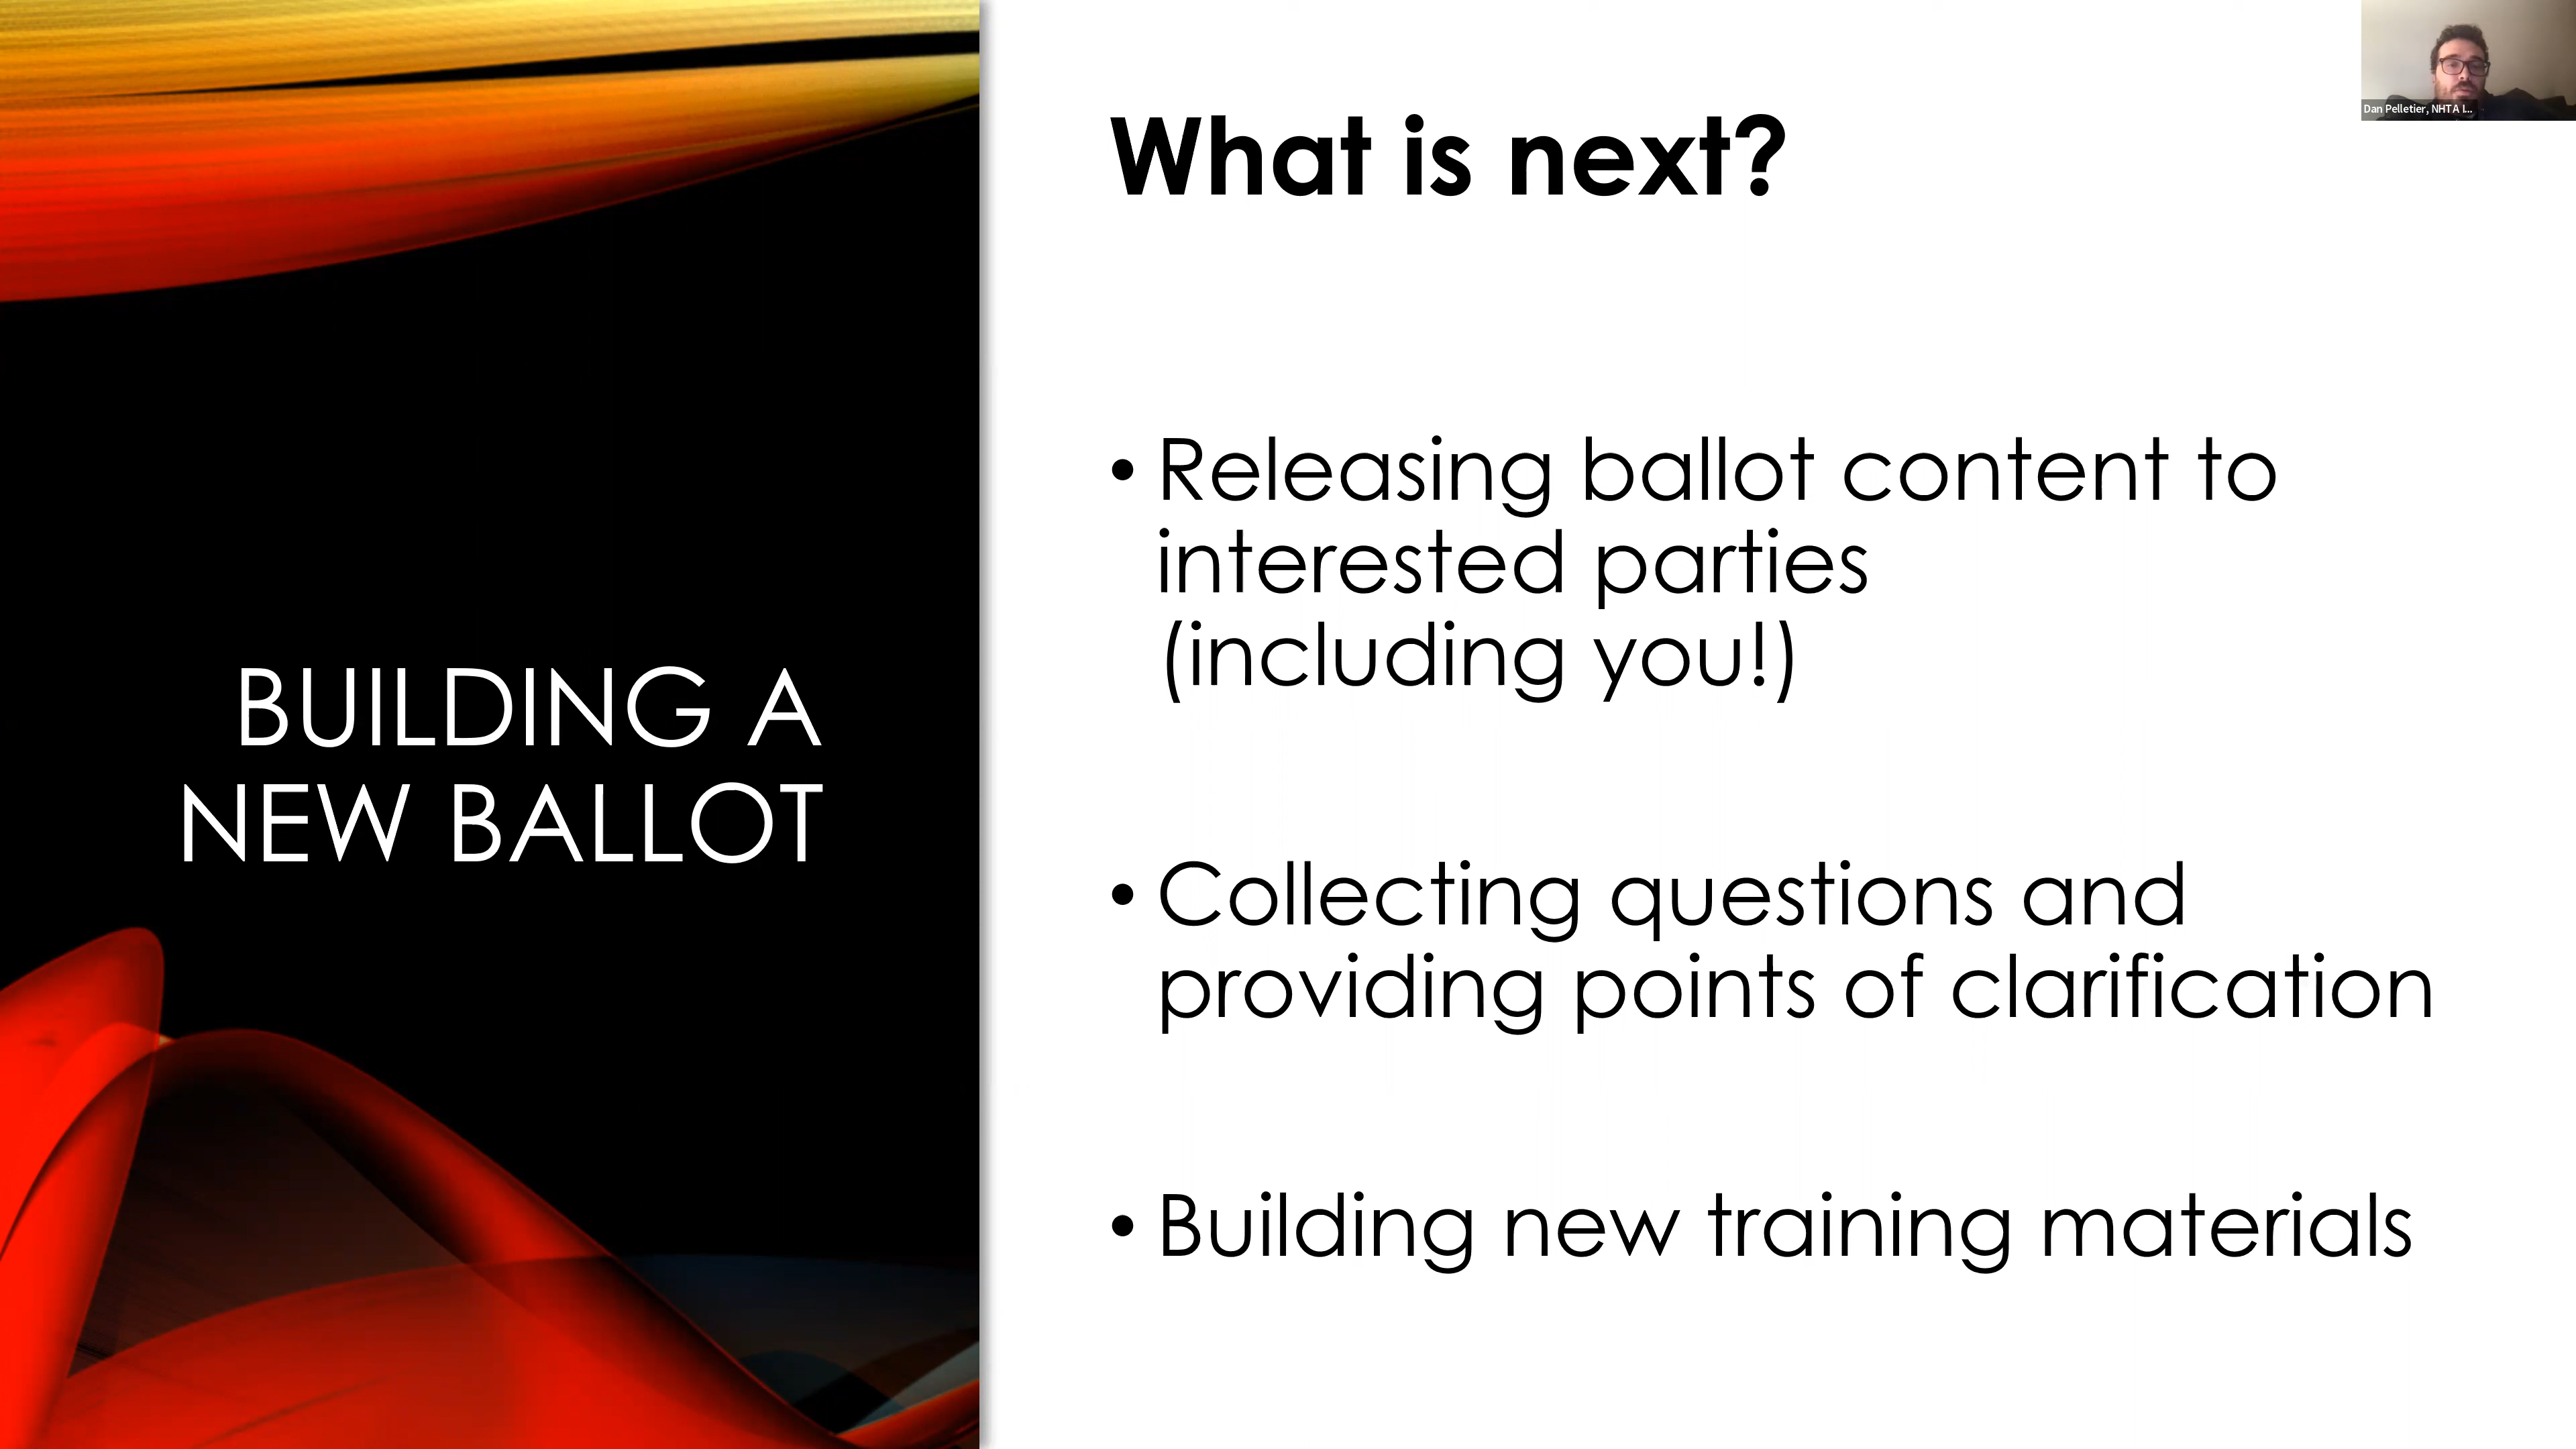 BUILDING A
NEW BALLOT
What is next?
• Releasing ballot content to
interested parties
(including you!)
• Collecting questions and
providing points of clarification
• Building new training materials
Dan Pelletier, NHTA I...